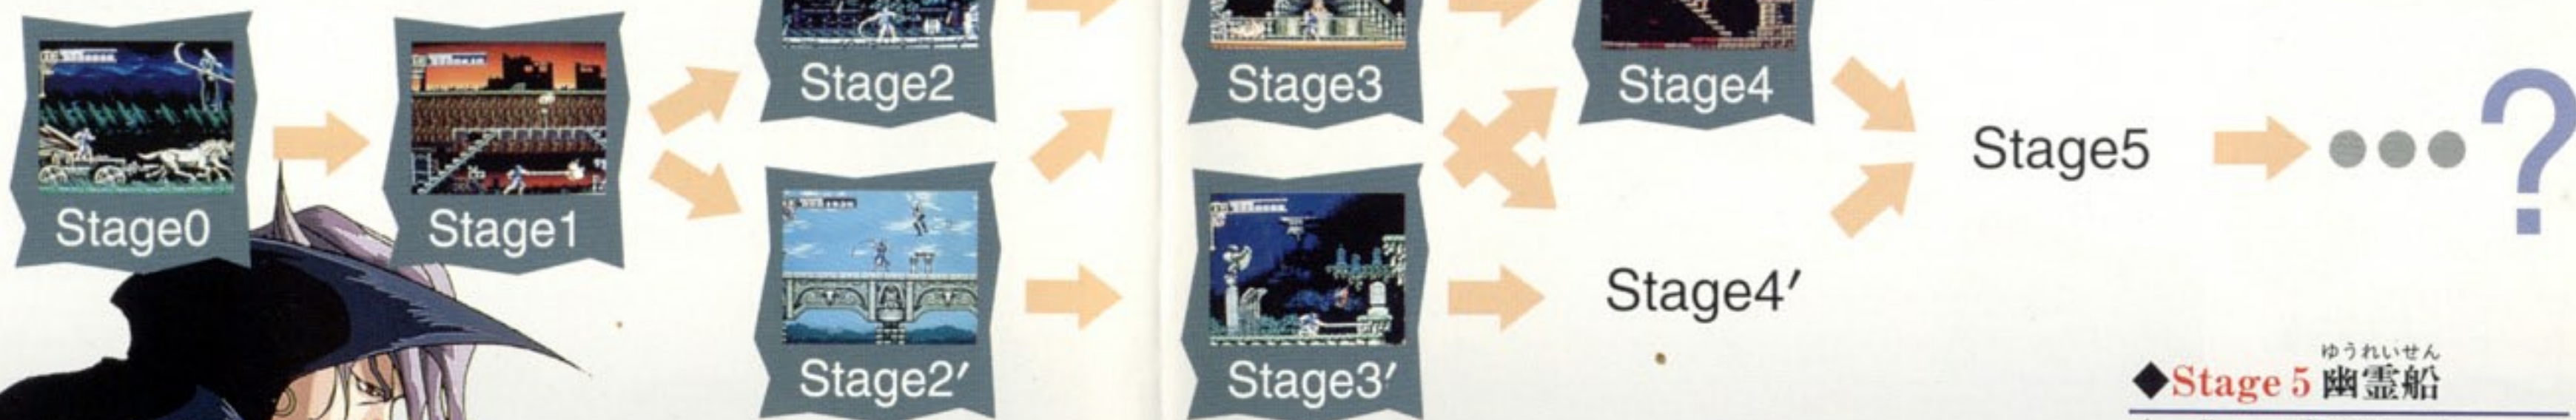 Stage0
Stage1
Stage2
Stage2′
Stage3
Stage3′
Stage4
Stage4′
Stage5
●●●?
ゆうれいせん
◆Stage 5 幽霊船